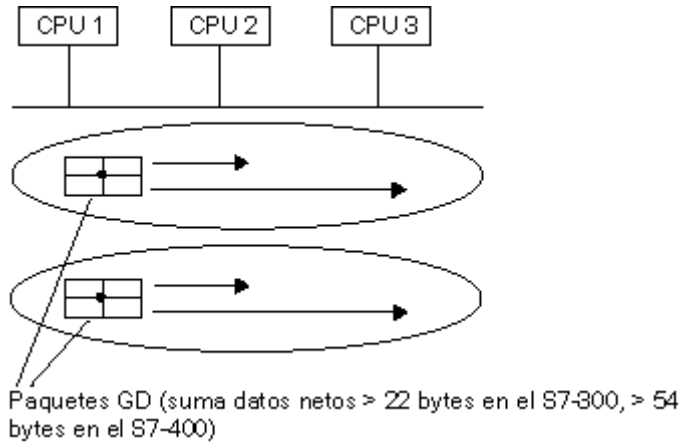 CPU 1
CPU 2
CPU 3
Paquetes GD (suma datos netos > 22 bytes en el S7-300, > 54
bytes en el S7-400)